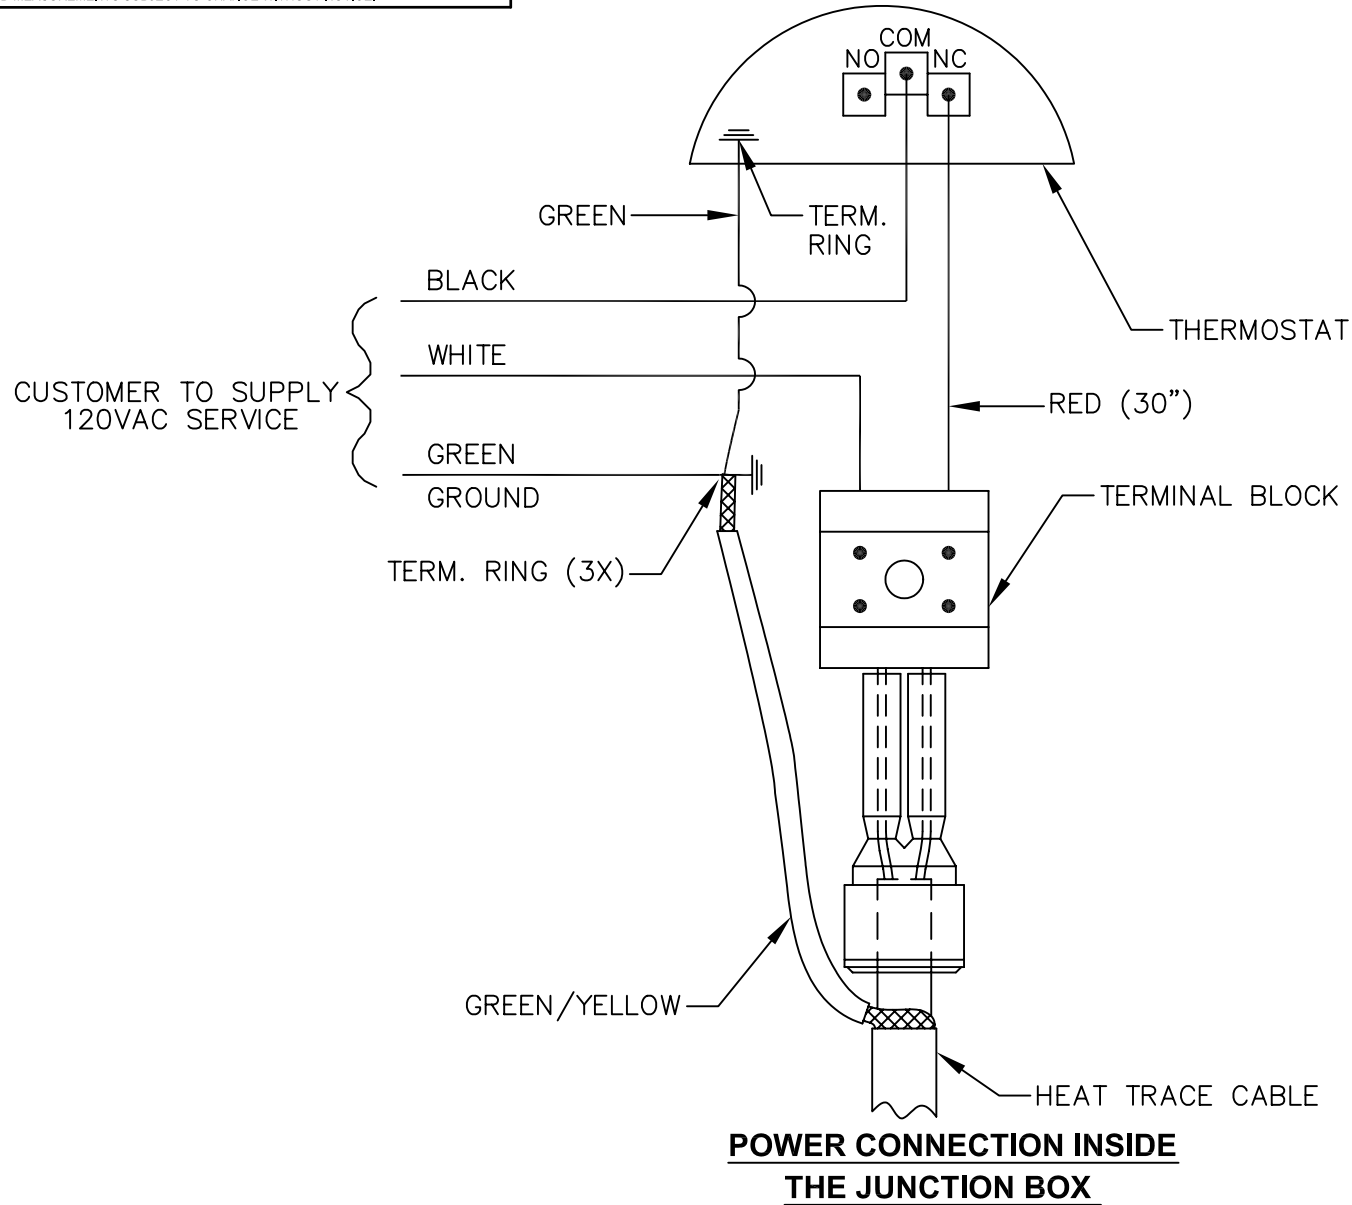 COM
NO
NC
GREEN
TERM.
RING
BLACK
THERMOSTAT
WHITE
CUSTOMER TO SUPPLY
120VAC SERVICE
RED (30")
GREEN
GROUND
TERMINAL BLOCK
TERM. RING (3X)
GREEN/YELLOW
HEAT TRACE CABLE
POWER CONNECTION INSIDE
THE JUNCTION BOX